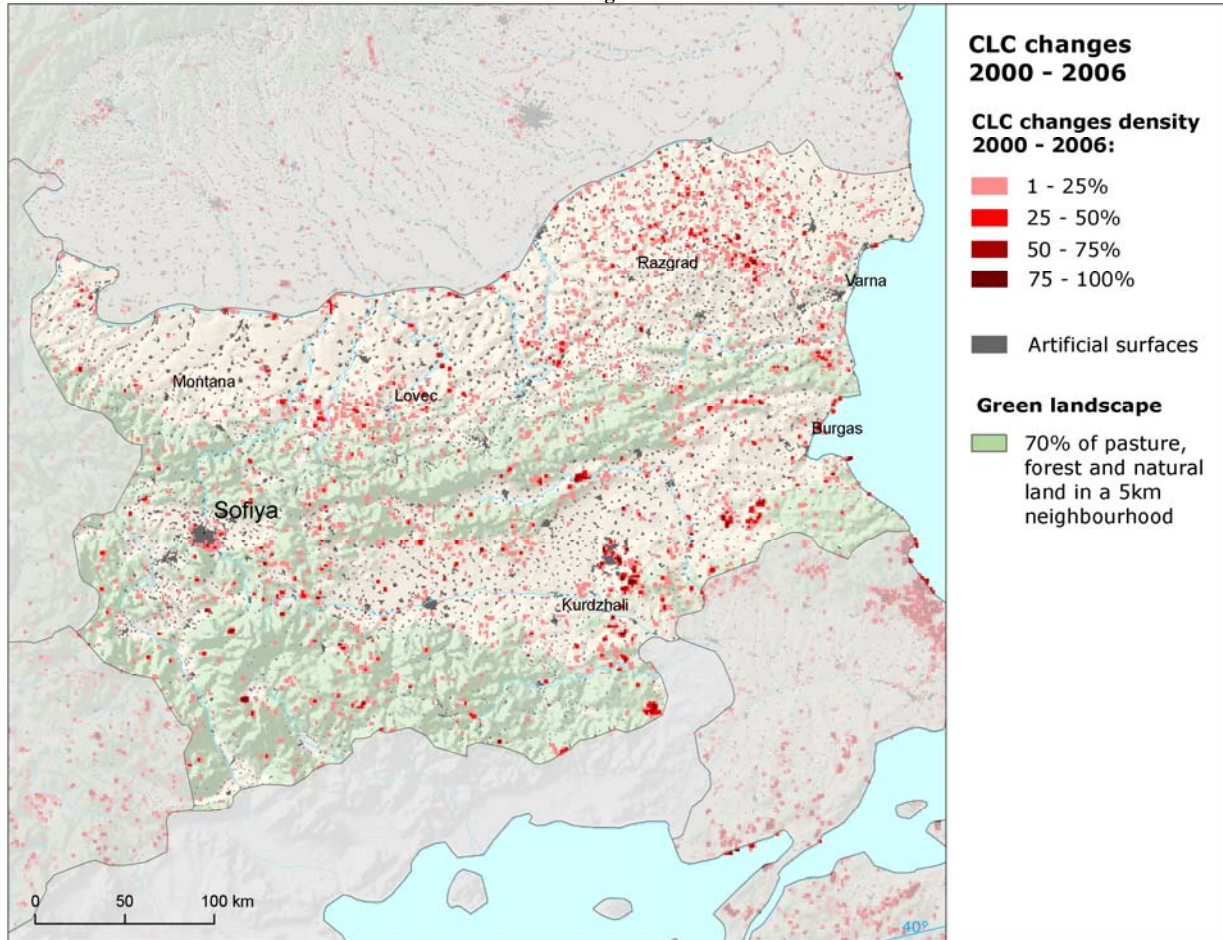 CLC changes
2000 - 2006
CLC changes density
2000 - 2006:
1 - 25%
25 - 50%
50 - 75%
75 - 100%
Artificial surfaces
Green landscape
70% of pasture,
forest and natural
land in a 5km
neighbourhood
Razgrad
Varna
Montana
Lovec
Burgas
Sofiya
Kurdzhali
0 50 100 km
40°